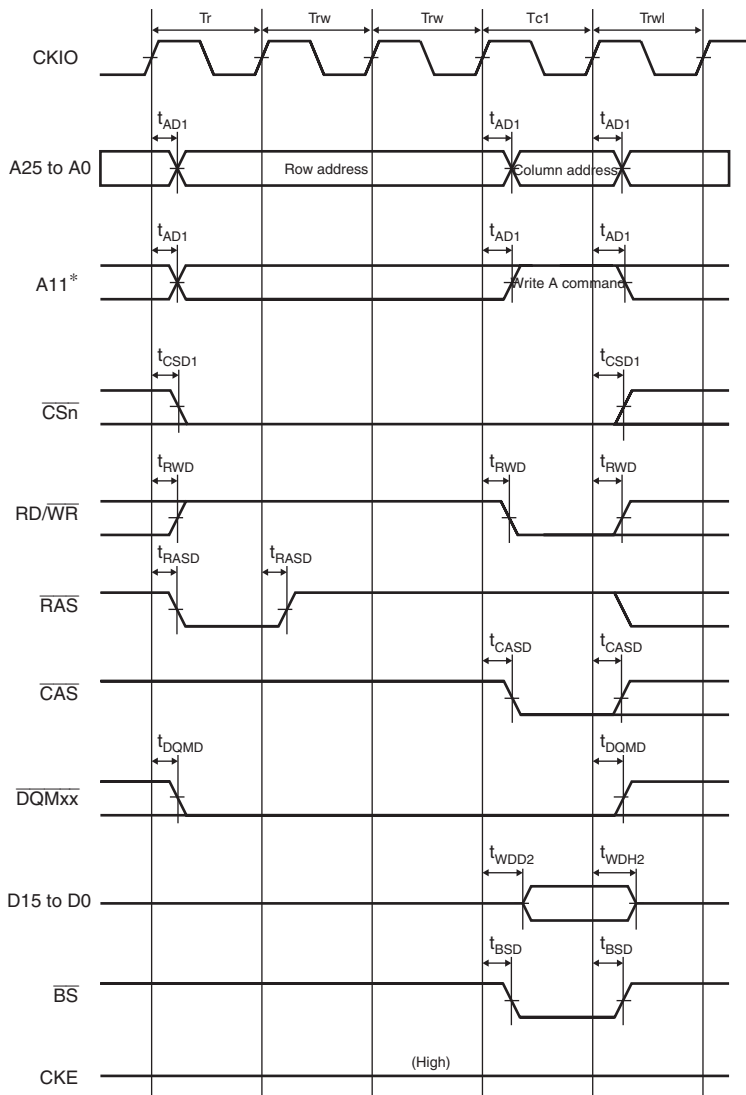 Tr Trw Trw Tc1 Trwl
CKIO
tAD1 tAD1 tAD1
A25 to A0 Row address Column address
tAD1 tAD1 tAD1
A11* Write A command
tCSD1 tCSD1
CSn
tRWD tRWD tRWD
RD/WR
tRASD tRASD
RAS
tCASD tCASD
CAS
tDQMD tDQMD
DQMxx
tWDD2 tWDH2
D15 to D0
tBSD tBSD
BS
(High)
CKE